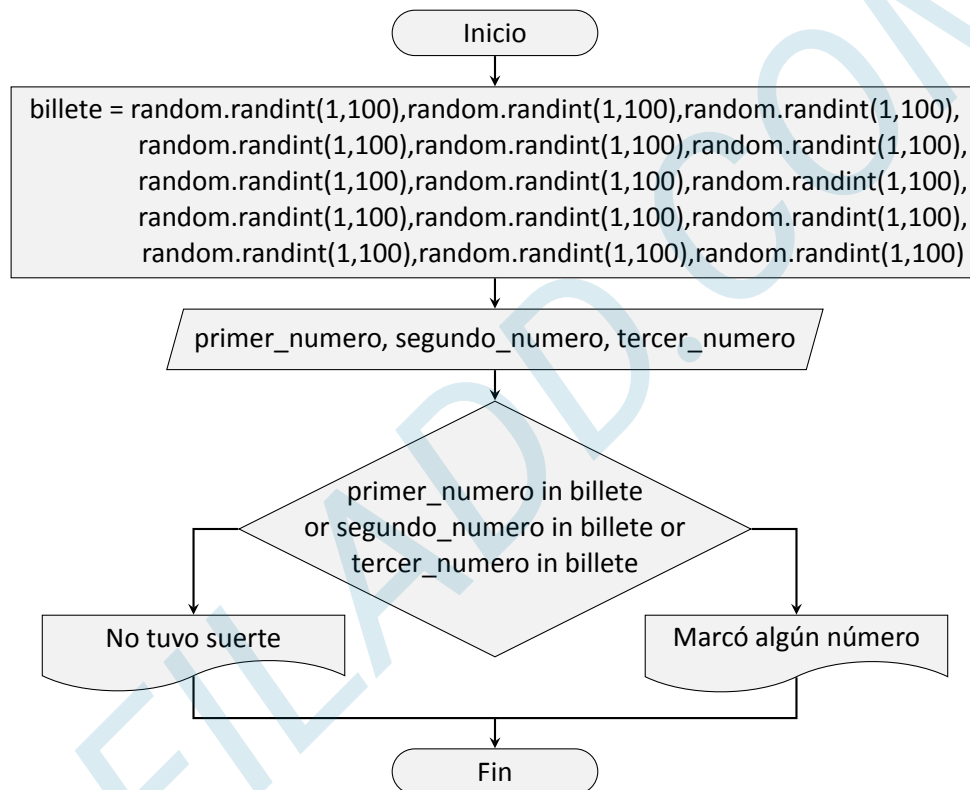 Inicio
billete = random.randint(1,100),random.randint(1,100),random.randint(1,100),
random.randint(1,100),random.randint(1,100),random.randint(1,100),
random.randint(1,100),random.randint(1,100),random.randint(1,100),
random.randint(1,100),random.randint(1,100),random.randint(1,100),
random.randint(1,100),random.randint(1,100),random.randint(1,100)
primer_numero, segundo_numero, tercer_numero
primer_numero in billete
or segundo_numero in billete or
tercer_numero in billete
No tuvo suerte
Marcó algún número
Fin
FILADD.COM